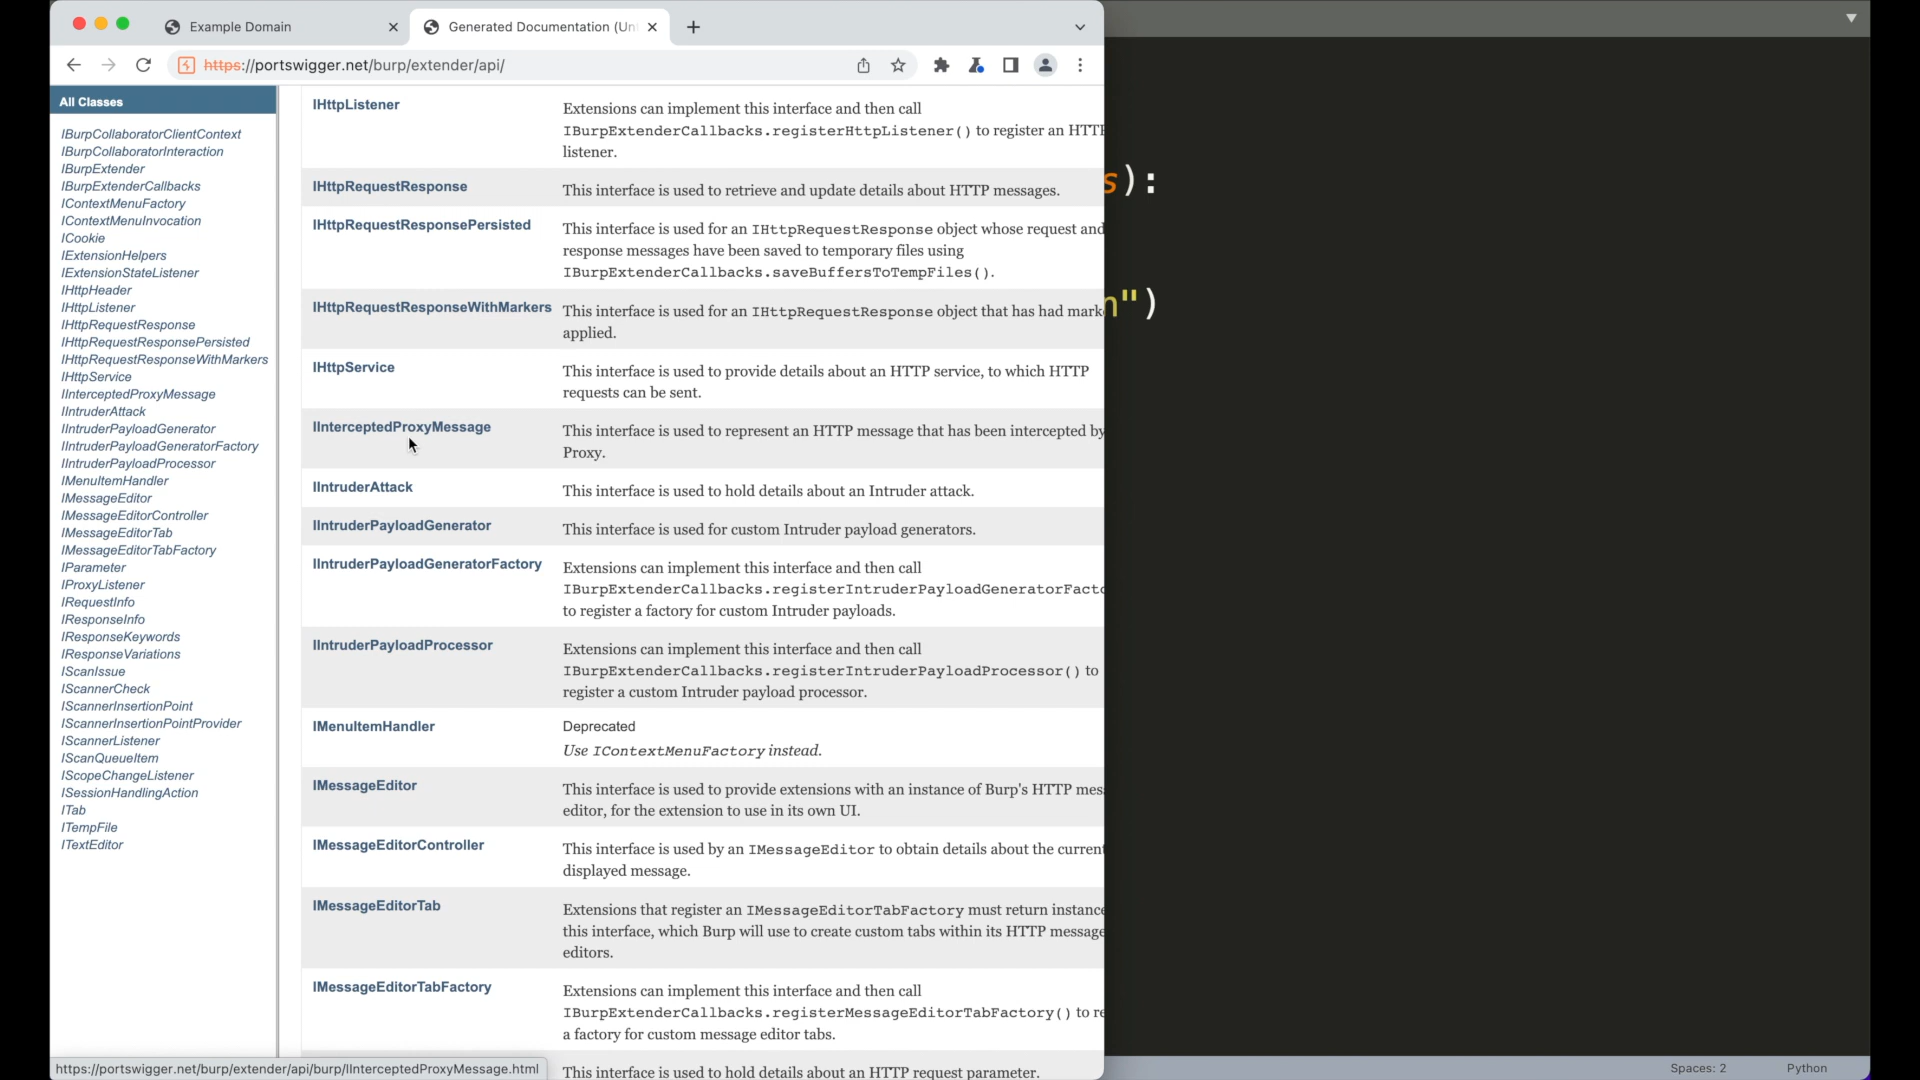 Example Domain
Generated Documentation (Un
https://portswigger.net/burp/extender/api/
All Classes
IBurpCollaboratorClientContext
IBurpCollaboratorInteraction
IBurpExtender
IBurpExtenderCallbacks
IContextMenuFactory
IContextMenuInvocation
ICookie
IExtensionHelpers
IExtensionStateListener
IHttpHeader
IHttpListener
IHttpRequestResponse
IHttpRequestResponsePersisted
IHttpRequestResponseWithMarkers
IHttpService
IInterceptedProxyMessage
IIntruderAttack
IIntruderPayloadGenerator
IIntruderPayloadGeneratorFactory
IIntruderPayloadProcessor
IMenuItemHandler
IMessageEditor
IMessageEditorController
IMessageEditorTab
IMessageEditorTabFactory
IParameter
IProxyListener
IRequestInfo
IResponseInfo
IResponseKeywords
IResponseVariations
IScanIssue
IScannerCheck
IScannerInsertionPoint
IScannerInsertionPointProvider
IScannerListener
IScanQueueItem
IScopeChangeListener
ISessionHandlingAction
ITab
ITempFile
ITextEditor
IHttpListener
Extensions can implement this interface and then call
IBurpExtenderCallbacks.registerHttpListener() to register an HTTP
listener.
IHttpRequestResponse
This interface is used to retrieve and update details about HTTP messages.
IHttpRequestResponsePersisted
This interface is used for an IHttpRequestResponse object whose request and
response messages have been saved to temporary files using
IBurpExtenderCallbacks.saveBuffersToTempFiles().
IHttpRequestResponseWithMarkers
This interface is used for an IHttpRequestResponse object that has had mark
applied.
IHttpService
This interface is used to provide details about an HTTP service, to which HTTP
requests can be sent.
IInterceptedProxyMessage
This interface is used to represent an HTTP message that has been intercepted by
Proxy.
IIntruderAttack
This interface is used to hold details about an Intruder attack.
IIntruderPayloadGenerator
This interface is used for custom Intruder payload generators.
IIntruderPayloadGeneratorFactory
Extensions can implement this interface and then call
IBurpExtenderCallbacks.registerIntruderPayloadGeneratorFacto
to register a factory for custom Intruder payloads.
IIntruderPayloadProcessor
Extensions can implement this interface and then call
IBurpExtenderCallbacks.registerIntruderPayloadProcessor() to
register a custom Intruder payload processor.
IMenuItemHandler
Deprecated
Use IContextMenuFactory instead.
IMessageEditor
This interface is used to provide extensions with an instance of Burp's HTTP mes
editor, for the extension to use in its own UI.
IMessageEditorController
This interface is used by an IMessageEditor to obtain details about the current
displayed message.
IMessageEditorTab
Extensions that register an IMessageEditorTabFactory must return instance
this interface, which Burp will use to create custom tabs within its HTTP message
editors.
IMessageEditorTabFactory
Extensions can implement this interface and then call
IBurpExtenderCallbacks.registerMessageEditorTabFactory() to re
a factory for custom message editor tabs.
This interface is used to hold details about an HTTP request parameter.
https://portswigger.net/burp/extender/api/burp/IInterceptedProxyMessage.html
s):
n")
Spaces: 2
Python